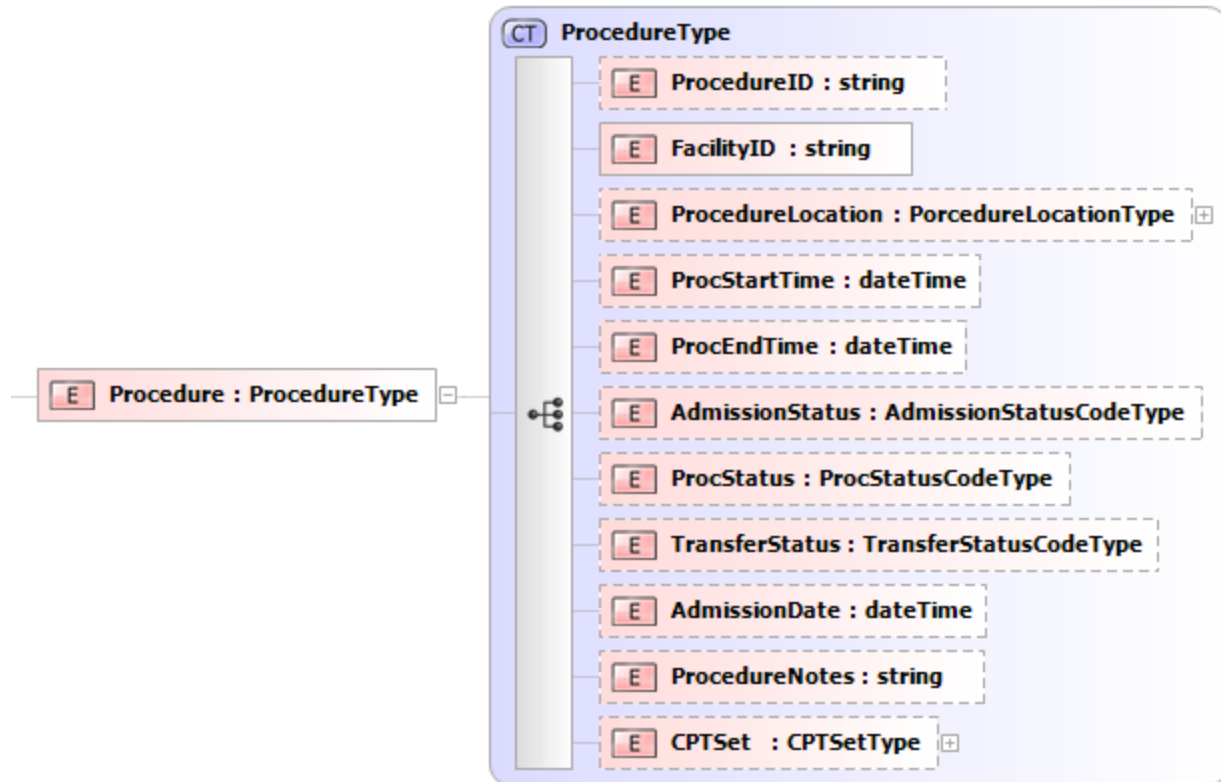 CT ProcedureType
E ProcedureID : string
E FacilityID : string
E ProcedureLocation : PorcedureLocationType
E ProcStartTime : dateTime
E ProcEndTime : dateTime
E Procedure : ProcedureType
E AdmissionStatus : AdmissionStatusCodeType
E ProcStatus : ProcStatusCodeType
E TransferStatus : TransferStatusCodeType
E AdmissionDate : dateTime
E ProcedureNotes : string
E CPTSet : CPTSetType